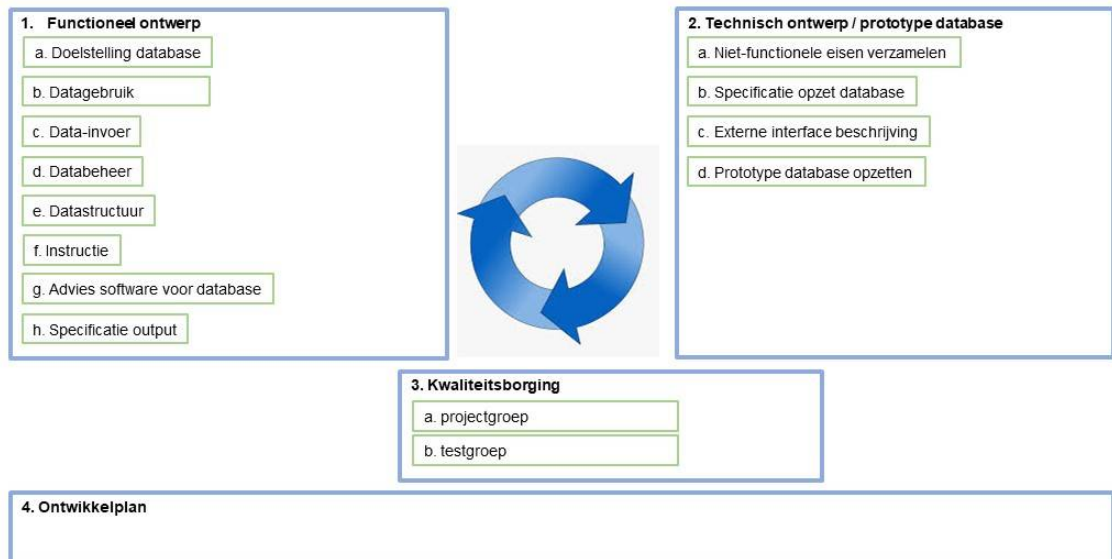 1. Functioneel ontwerp
a. Doelstelling database
b. Datagebruik
c. Data-invoer
d. Databeheer
e. Datastructuur
f. Instructie
g. Advies software voor database
h. Specificatie output
2. Technisch ontwerp / prototype database
a. Niet-functionele eisen verzamelen
b. Specificatie opzet database
c. Externe interface beschrijving
d. Prototype database opzetten
3. Kwaliteitsborging
a. projectgroep
b. testgroep
4. Ontwikkelplan